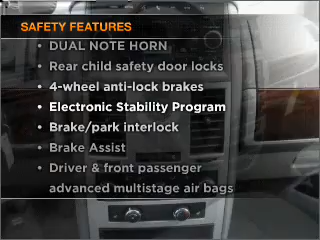 SAFETY FEATURES
• DUAL NOTE HORN
• Rear child safety door locks
• 4-wheel anti-lock brakes
• Electronic Stability Program
• Brake/park interlock
• Brake Assist
• Driver & front passenger
advanced multistage air bags